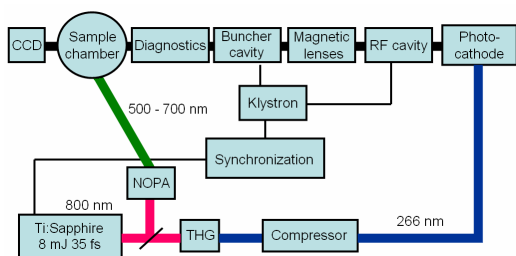 CCD
Sample
chamber
Diagnostics
Buncher
cavity
Magnetic
lenses
RF cavity
Photo-
cathode
500 - 700 nm
Klystron
Synchronization
NOPA
800 nm
266 nm
Ti:Sapphire
8 mJ 35 fs
THG
Compressor